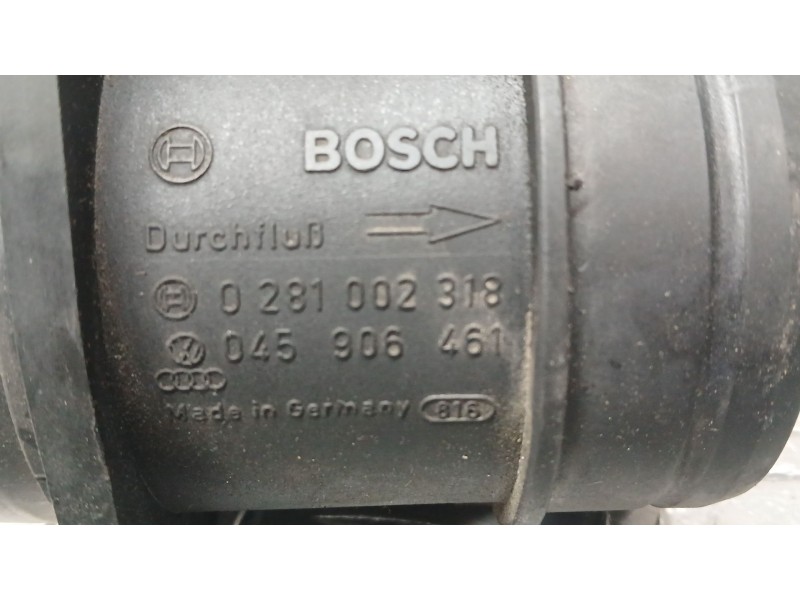 BOSCH
Durchfluß
0 281 002 318
045 906 461
Made in Germany 816